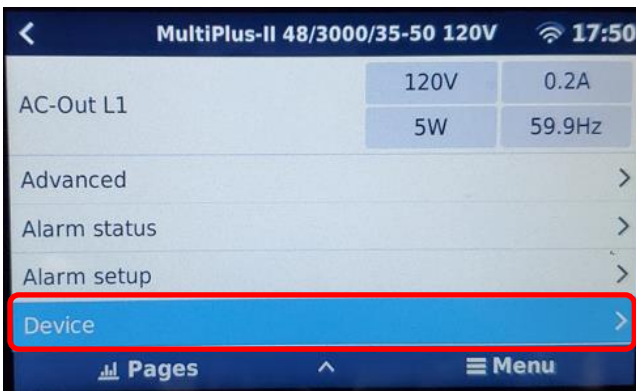 MultiPlus-II 48/3000/35-50 120V 17:50
AC-Out L1
120V 0.2A
5W 59.9Hz
Advanced
Alarm status
Alarm setup
Device
Pages Menu